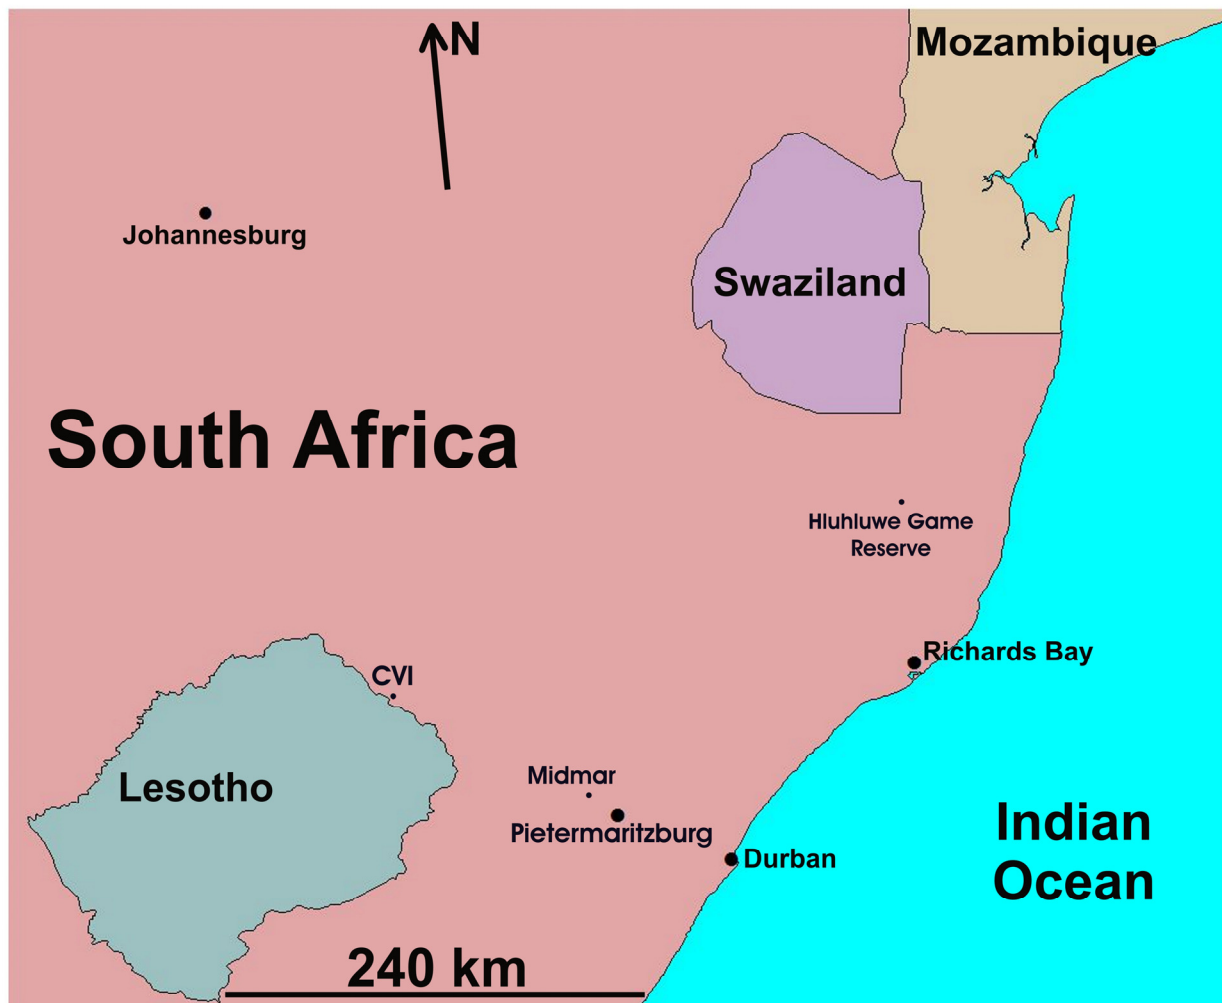 N
Mozambique
Johannesburg
Swaziland
South Africa
Hluhluwe Game
Reserve
Richards Bay
CVI
Lesotho
Midmar
Pietermaritzburg
Durban
Indian
Ocean
240 km